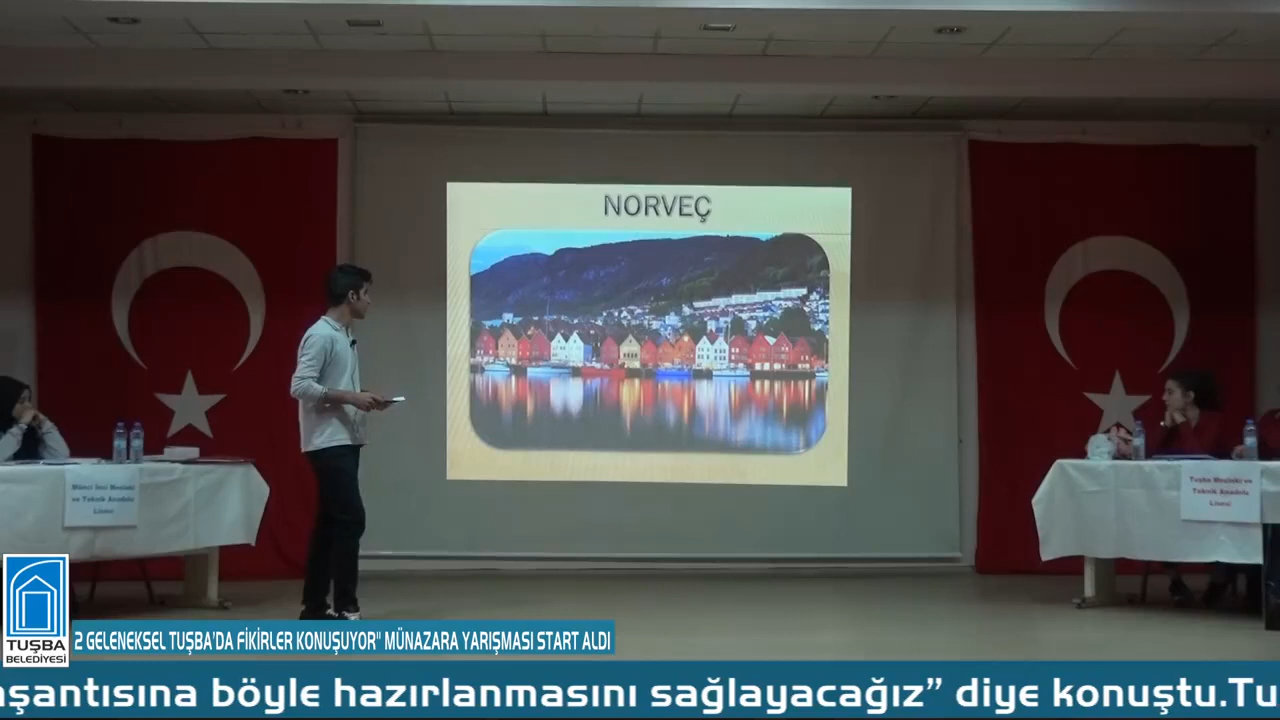 NORVEÇ
İnci Mesleki
ve Teknik Anadolu
Lisesi
Tuşba Mesleki ve
Teknik Anadolu
Lisesi
TUŞBA
BELEDİYESİ
2 GELENEKSEL TUŞBA'DA FİKİRLER KONUŞUYOR" MÜNAZARA YARIŞMASI START ALDI
aşantısına böyle hazırlanmasını sağlayacağız” diye konuştu.Tu